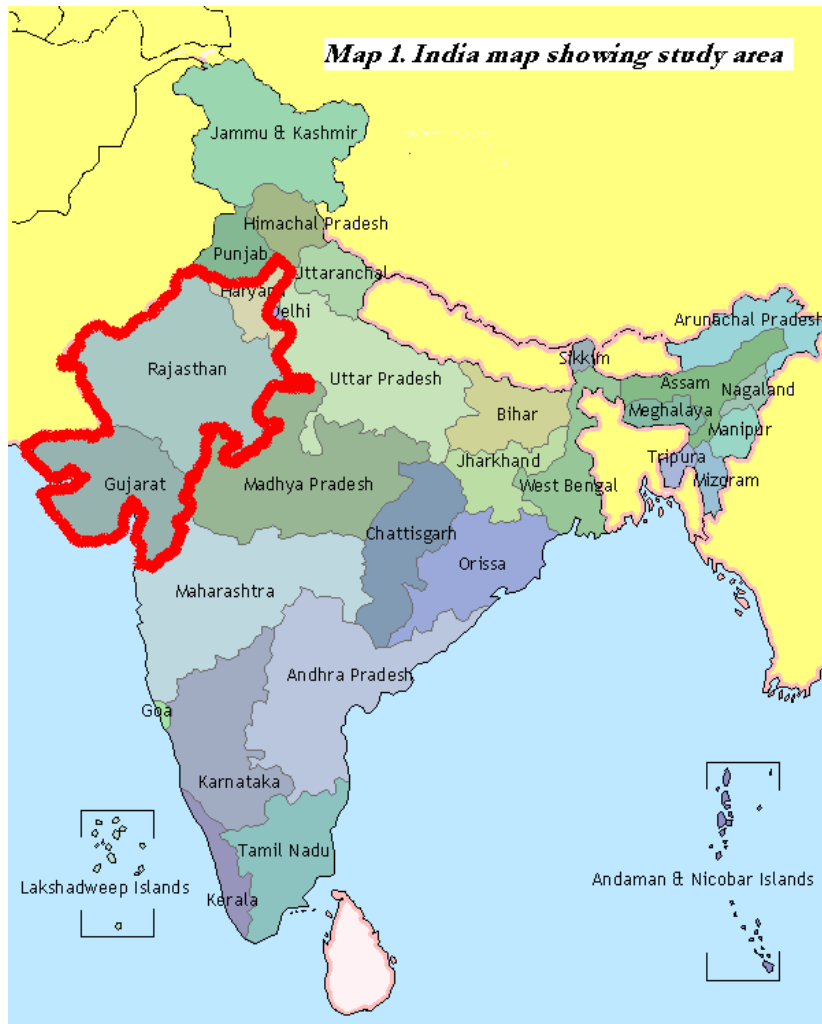 Map 1. India map showing study area
Jammu & Kashmir
Himachal Pradesh
Punjab
Uttaranchal
Haryana
Delhi
Arunachal Pradesh
Rajasthan
Sikkim
Uttar Pradesh
Assam
Nagaland
Bihar
Meghalaya
Manipur
Tripura
Jharkhand
Gujarat
Madhya Pradesh
West Bengal
Mizoram
Chattisgarh
Orissa
Maharashtra
Andhra Pradesh
Goa
Karnataka
Tamil Nadu
Andaman & Nicobar Islands
Lakshadweep Islands
Kerala